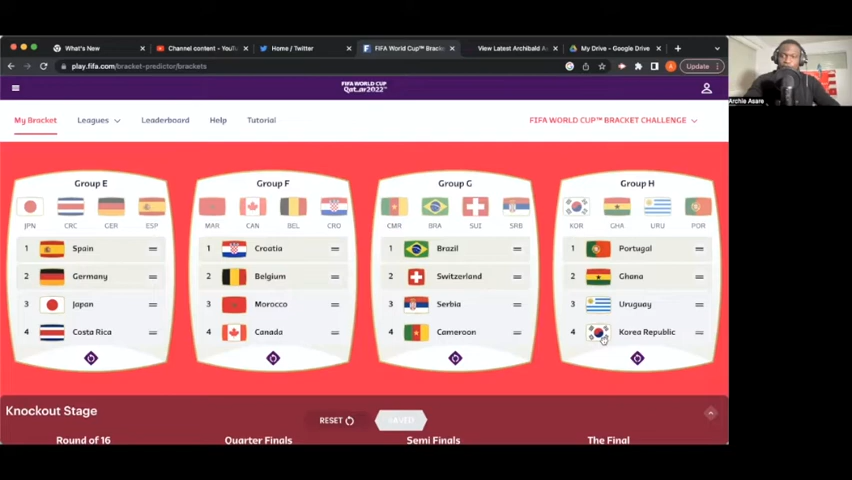 What's New
Channel content - YouTu
Home / Twitter
FIFA World Cup™ Bracke
View Latest Archibald As
My Drive - Google Drive
play.fifa.com/bracket-predictor/brackets
A
Update
Archie Asare
FIFA WORLD CUP
Qatar2022™
My Bracket
Leagues
Leaderboard
Help
Tutorial
FIFA WORLD CUP™ BRACKET CHALLENGE
Group E
JPN CRC GER ESP
1 Spain
2 Germany
3 Japan
4 Costa Rica
Group F
MAR CAN BEL CRO
1 Croatia
2 Belgium
3 Morocco
4 Canada
Group G
CMR BRA SUI SRB
1 Brazil
2 Switzerland
3 Serbia
4 Cameroon
Group H
KOR GHA URU POR
1 Portugal
2 Ghana
3 Uruguay
4 Korea Republic
Knockout Stage
RESET
SAVED
Round of 16
Quarter Finals
Semi Finals
The Final